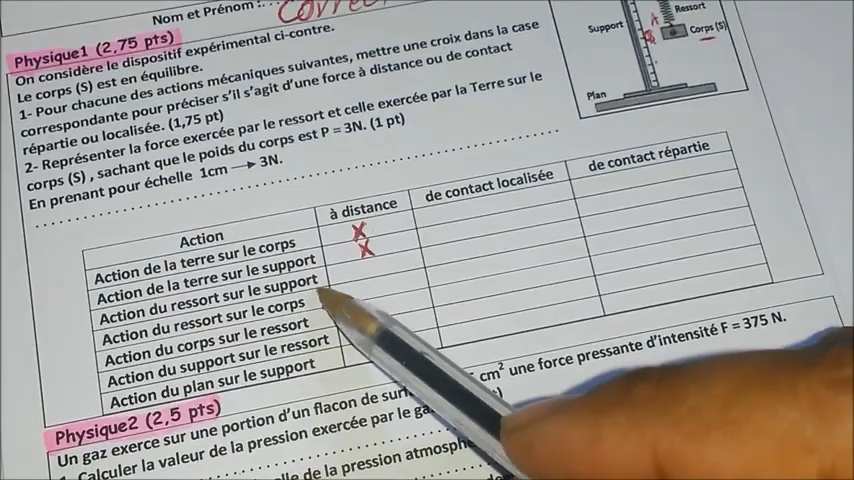 Nom et Prénom :.
Physique1 (2,75 pts)
On considère le dispositif expérimental ci-contre.
Le corps (S) est en équilibre.
1- Pour chacune des actions mécaniques suivantes, mettre une croix dans la case
correspondante pour préciser s'il s'agit d'une force à distance ou de contact
répartie ou localisée. (1,75 pt)
2- Représenter la force exercée par le ressort et celle exercée par la Terre sur le
corps (S) , sachant que le poids du corps est P = 3N. (1 pt)
En prenant pour échelle 1cm → 3N.
Support
Ressort
Corps (S)
Plan
Action à distance de contact localisée de contact répartie
Action de la terre sur le corps X
Action de la terre sur le support X
Action du ressort sur le support
Action du ressort sur le corps
Action du corps sur le ressort
Action du support sur le ressort
Action du plan sur le support
Physique2 (2,5 pts)
Un gaz exerce sur une portion d'un flacon de cm² une force pressante d'intensité F = 375 N.
Calculer la valeur de la pression exercée par le
de la pression